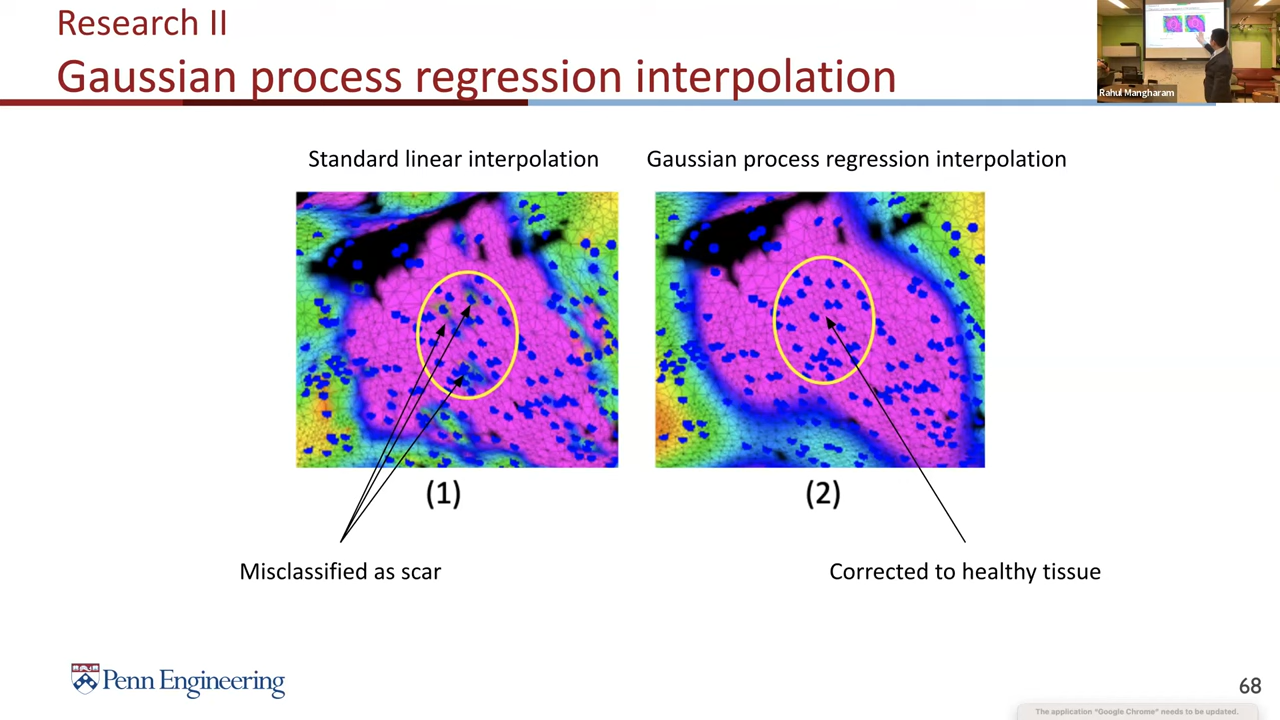 Research II
Gaussian process regression interpolation
Rahul Mangharam
Standard linear interpolation
Gaussian process regression interpolation
(1)
(2)
Misclassified as scar
Corrected to healthy tissue
Penn Engineering
68
The application "Google Chrome" needs to be updated.